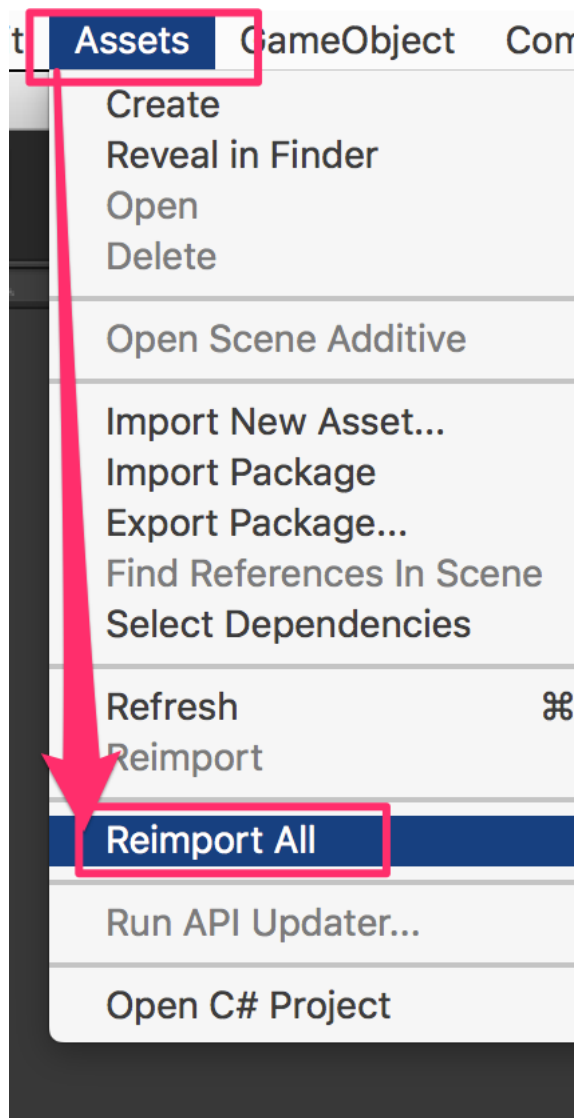 t Assets GameObject Com
Create
Reveal in Finder
Open
Delete
Open Scene Additive
Import New Asset...
Import Package
Export Package...
Find References In Scene
Select Dependencies
Refresh ⌘
Reimport
Reimport All
Run API Updater...
Open C# Project